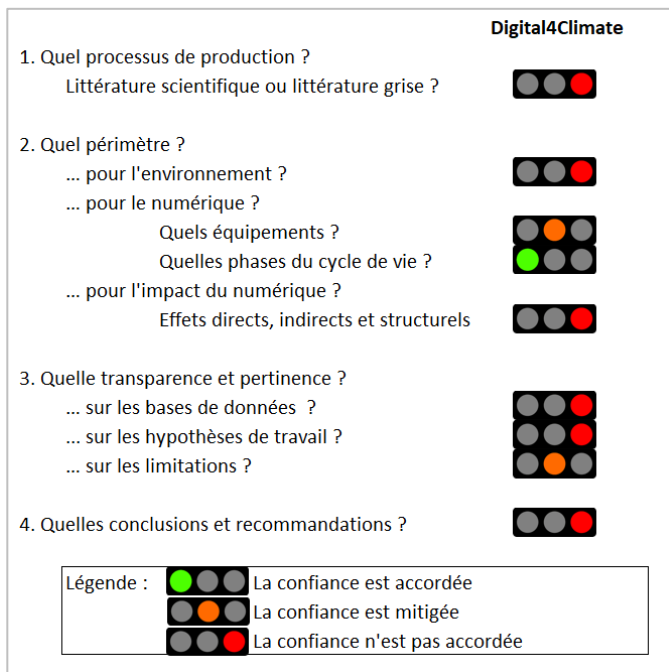 Digital4Climate
1. Quel processus de production ?
Littérature scientifique ou littérature grise ?
2. Quel périmètre ?
... pour l'environnement ?
... pour le numérique ?
Quels équipements ?
Quelles phases du cycle de vie ?
... pour l'impact du numérique ?
Effets directs, indirects et structurels
3. Quelle transparence et pertinence ?
... sur les bases de données ?
... sur les hypothèses de travail ?
... sur les limitations ?
4. Quelles conclusions et recommandations ?
Légende : La confiance est accordée
La confiance est mitigée
La confiance n'est pas accordée